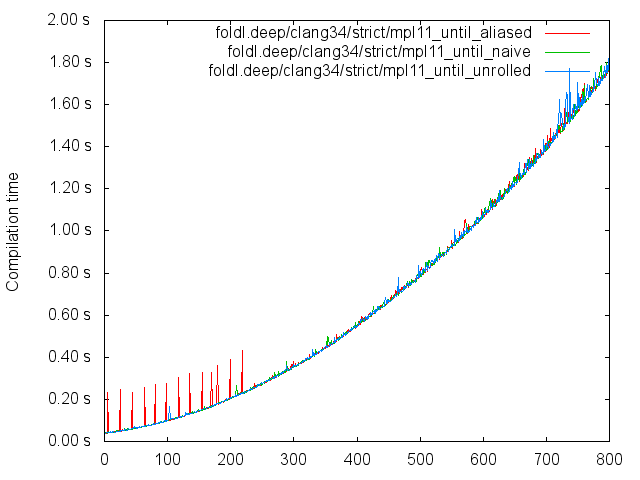 2.00 s
foldl.deep/clang34/strict/mpl11_until_aliased
foldl.deep/clang34/strict/mpl11_until_naive
1.80 s
foldl.deep/clang34/strict/mpl11_until_unrolled
1.60 s
1.40 s
1.20 s
1.00 s
Compilation time
0.80 s
0.60 s
0.40 s
0.20 s
0.00 s
0 100 200 300 400 500 600 700 800